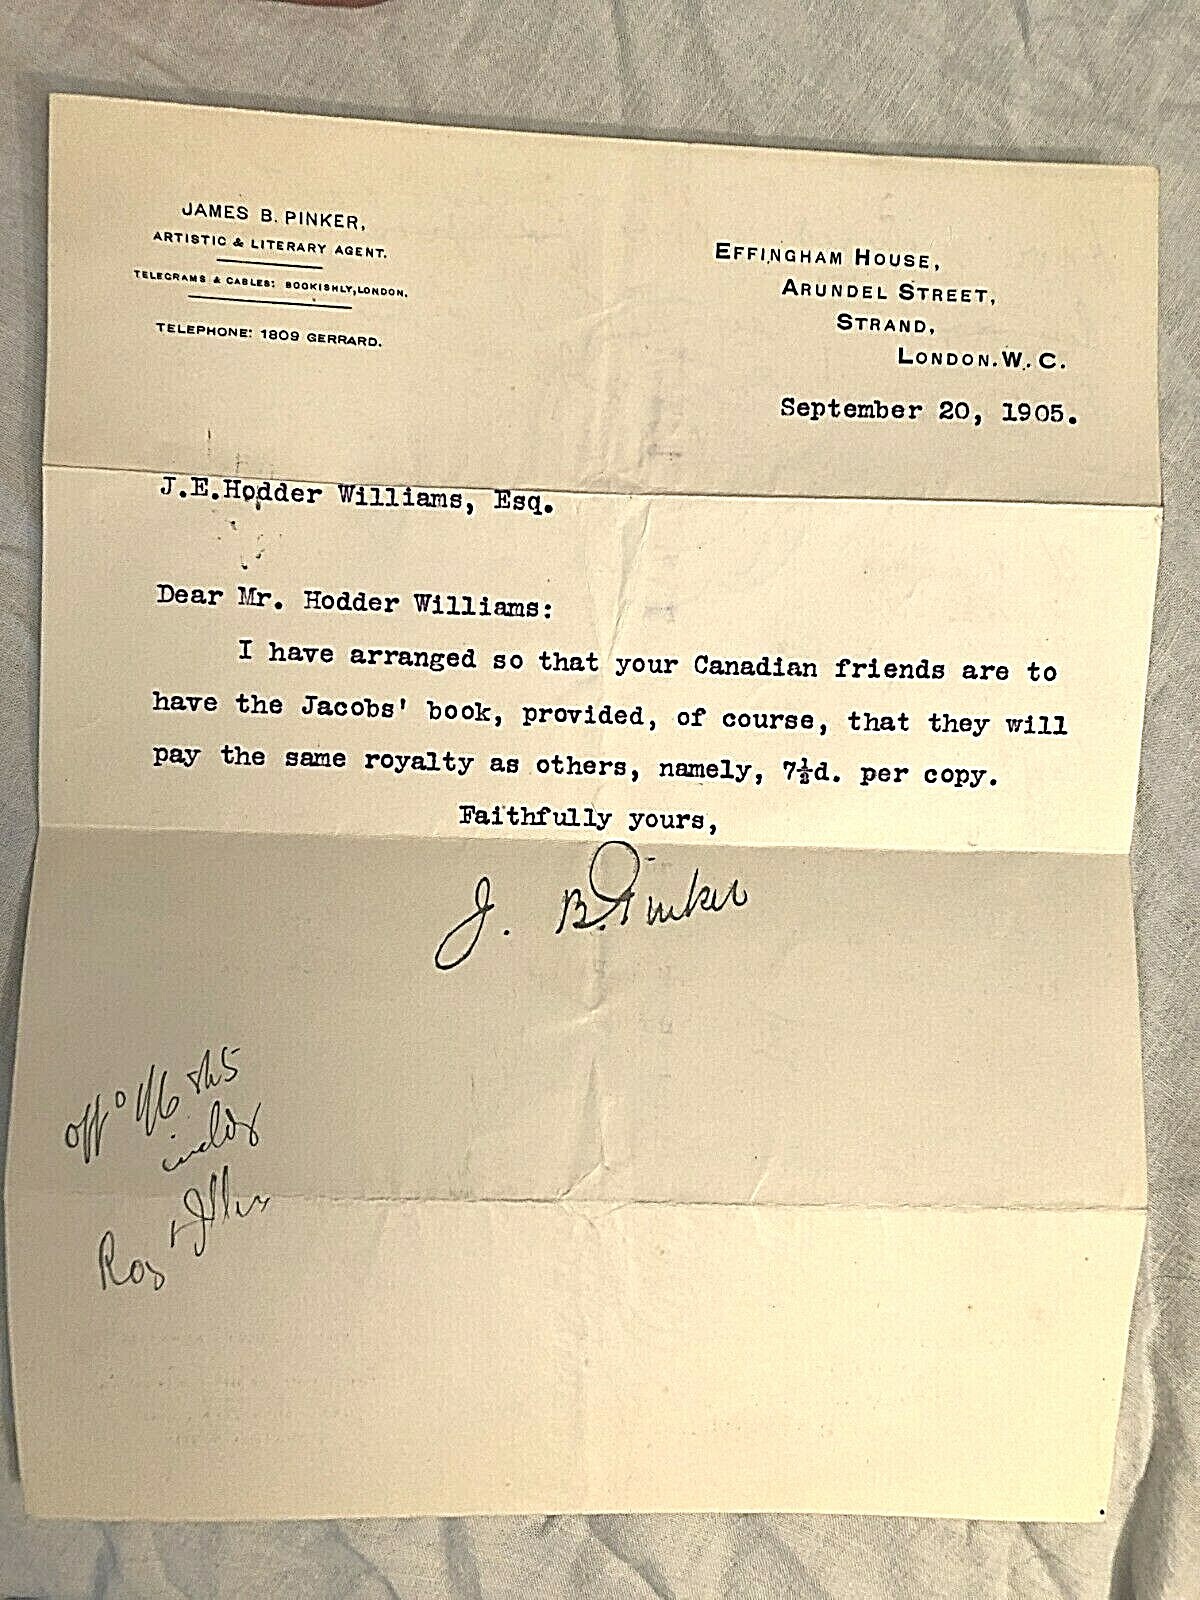 JAMES B. PINKER,
ARTISTIC & LITERARY AGENT.
TELEGRAMS & CABLES: BOOKISHLY, LONDON.
TELEPHONE: 1809 GERRARD.
EFFINGHAM HOUSE,
ARUNDEL STREET,
STRAND,
LONDON. W. C.
September 20, 1905.
J.E.Hodder Williams, Esq.
Dear Mr. Hodder Williams:
I have arranged so that your Canadian friends are to
have the Jacobs' book, provided, of course, that they will
pay the same royalty as others, namely, 7½d. per copy.
Faithfully yours,
J. B. Pinker